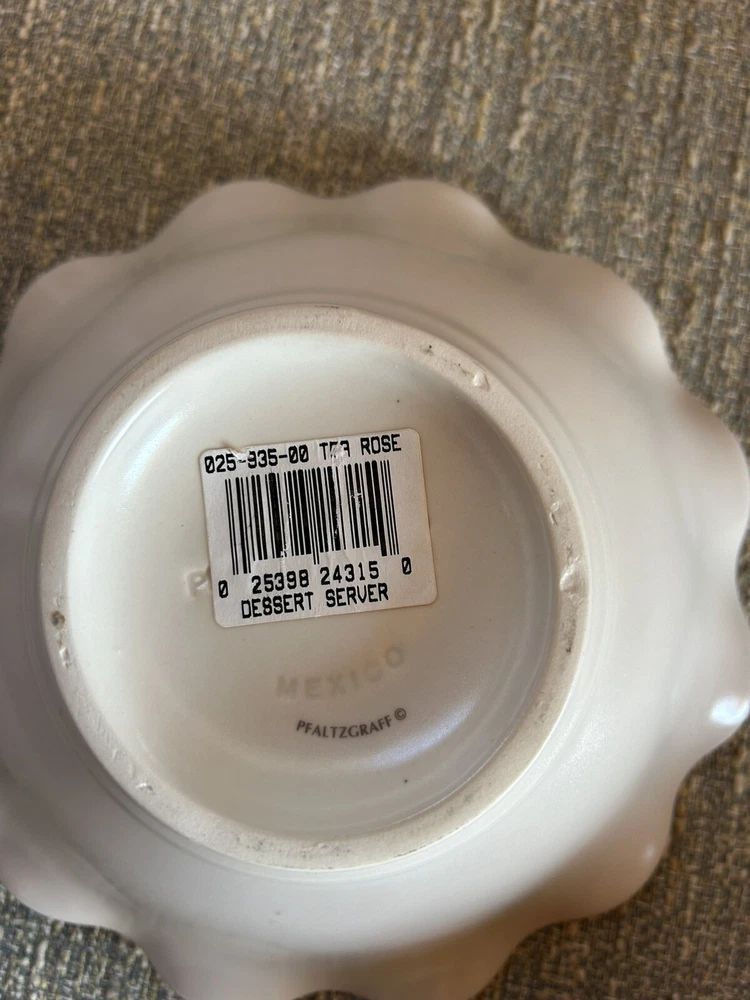 025-935-00 TEA ROSE
0 25398 24315 0
DESSERT SERVER
P
MEXICO
PFALTZGRAFF©